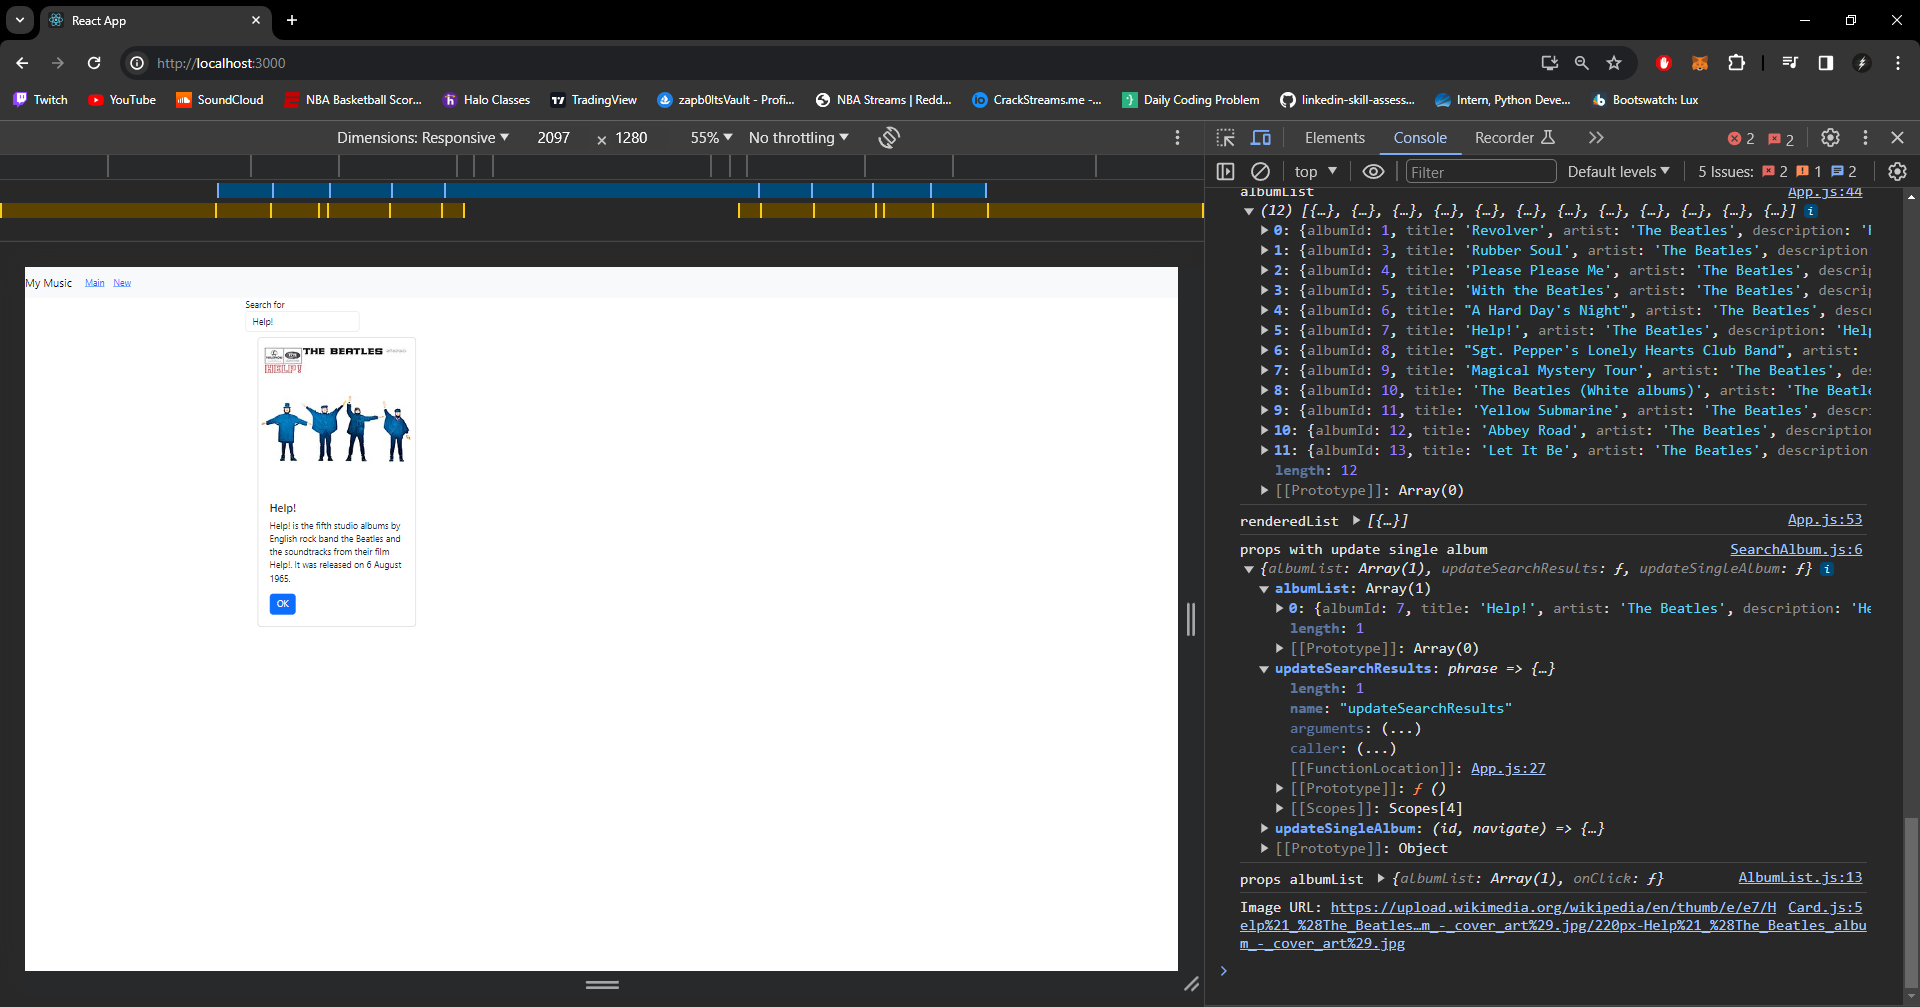 React App
http://localhost:3000
Twitch
YouTube
SoundCloud
NBA Basketball Scor...
Halo Classes
TradingView
zapb0ltsVault - Profi...
NBA Streams | Redd...
CrackStreams.me -...
Daily Coding Problem
linkedin-skill-assess...
Intern, Python Deve...
Bootswatch: Lux
Dimensions: Responsive 2097 × 1280 55% No throttling
My Music Main New
Search for
Help!
THE BEATLES
HELP!
Help!
Help! is the fifth studio albums by
English rock band the Beatles and
the soundtracks from their film
Help!. It was released on 6 August
1965.
OK
Elements Console Recorder 2 2
top Filter Default levels 5 Issues: 2 1 2
albumList App.js:44
(12) [{…}, {…}, {…}, {…}, {…}, {…}, {…}, {…}, {…}, {…}, {…}, {…}]
0: {albumId: 1, title: 'Revolver', artist: 'The Beatles', description: '
1: {albumId: 3, title: 'Rubber Soul', artist: 'The Beatles', description
2: {albumId: 4, title: 'Please Please Me', artist: 'The Beatles', descrip
3: {albumId: 5, title: 'With the Beatles', artist: 'The Beatles', descrip
4: {albumId: 6, title: "A Hard Day's Night", artist: 'The Beatles', descr
5: {albumId: 7, title: 'Help!', artist: 'The Beatles', description: 'Help
6: {albumId: 8, title: "Sgt. Pepper's Lonely Hearts Club Band", artist:
7: {albumId: 9, title: 'Magical Mystery Tour', artist: 'The Beatles', des
8: {albumId: 10, title: 'The Beatles (White albums)', artist: 'The Beatle
9: {albumId: 11, title: 'Yellow Submarine', artist: 'The Beatles', descri
10: {albumId: 12, title: 'Abbey Road', artist: 'The Beatles', description
11: {albumId: 13, title: 'Let It Be', artist: 'The Beatles', description
length: 12
[[Prototype]]: Array(0)
renderedList [{…}] App.js:53
props with update single album SearchAlbum.js:6
{albumList: Array(1), updateSearchResults: ƒ, updateSingleAlbum: ƒ}
albumList: Array(1)
0: {albumId: 7, title: 'Help!', artist: 'The Beatles', description: 'He
length: 1
[[Prototype]]: Array(0)
updateSearchResults: phrase => {…}
length: 1
name: "updateSearchResults"
arguments: (...)
caller: (...)
[[FunctionLocation]]: App.js:27
[[Prototype]]: ƒ ()
[[Scopes]]: Scopes[4]
updateSingleAlbum: (id, navigate) => {…}
[[Prototype]]: Object
props albumList {albumList: Array(1), onClick: ƒ} AlbumList.js:13
Image URL: https://upload.wikimedia.org/wikipedia/en/thumb/e/e7/H Card.js:5
elp%21_%28The_Beatles…m_-_cover_art%29.jpg/220px-Help%21_%28The_Beatles_albu
m_-_cover_art%29.jpg